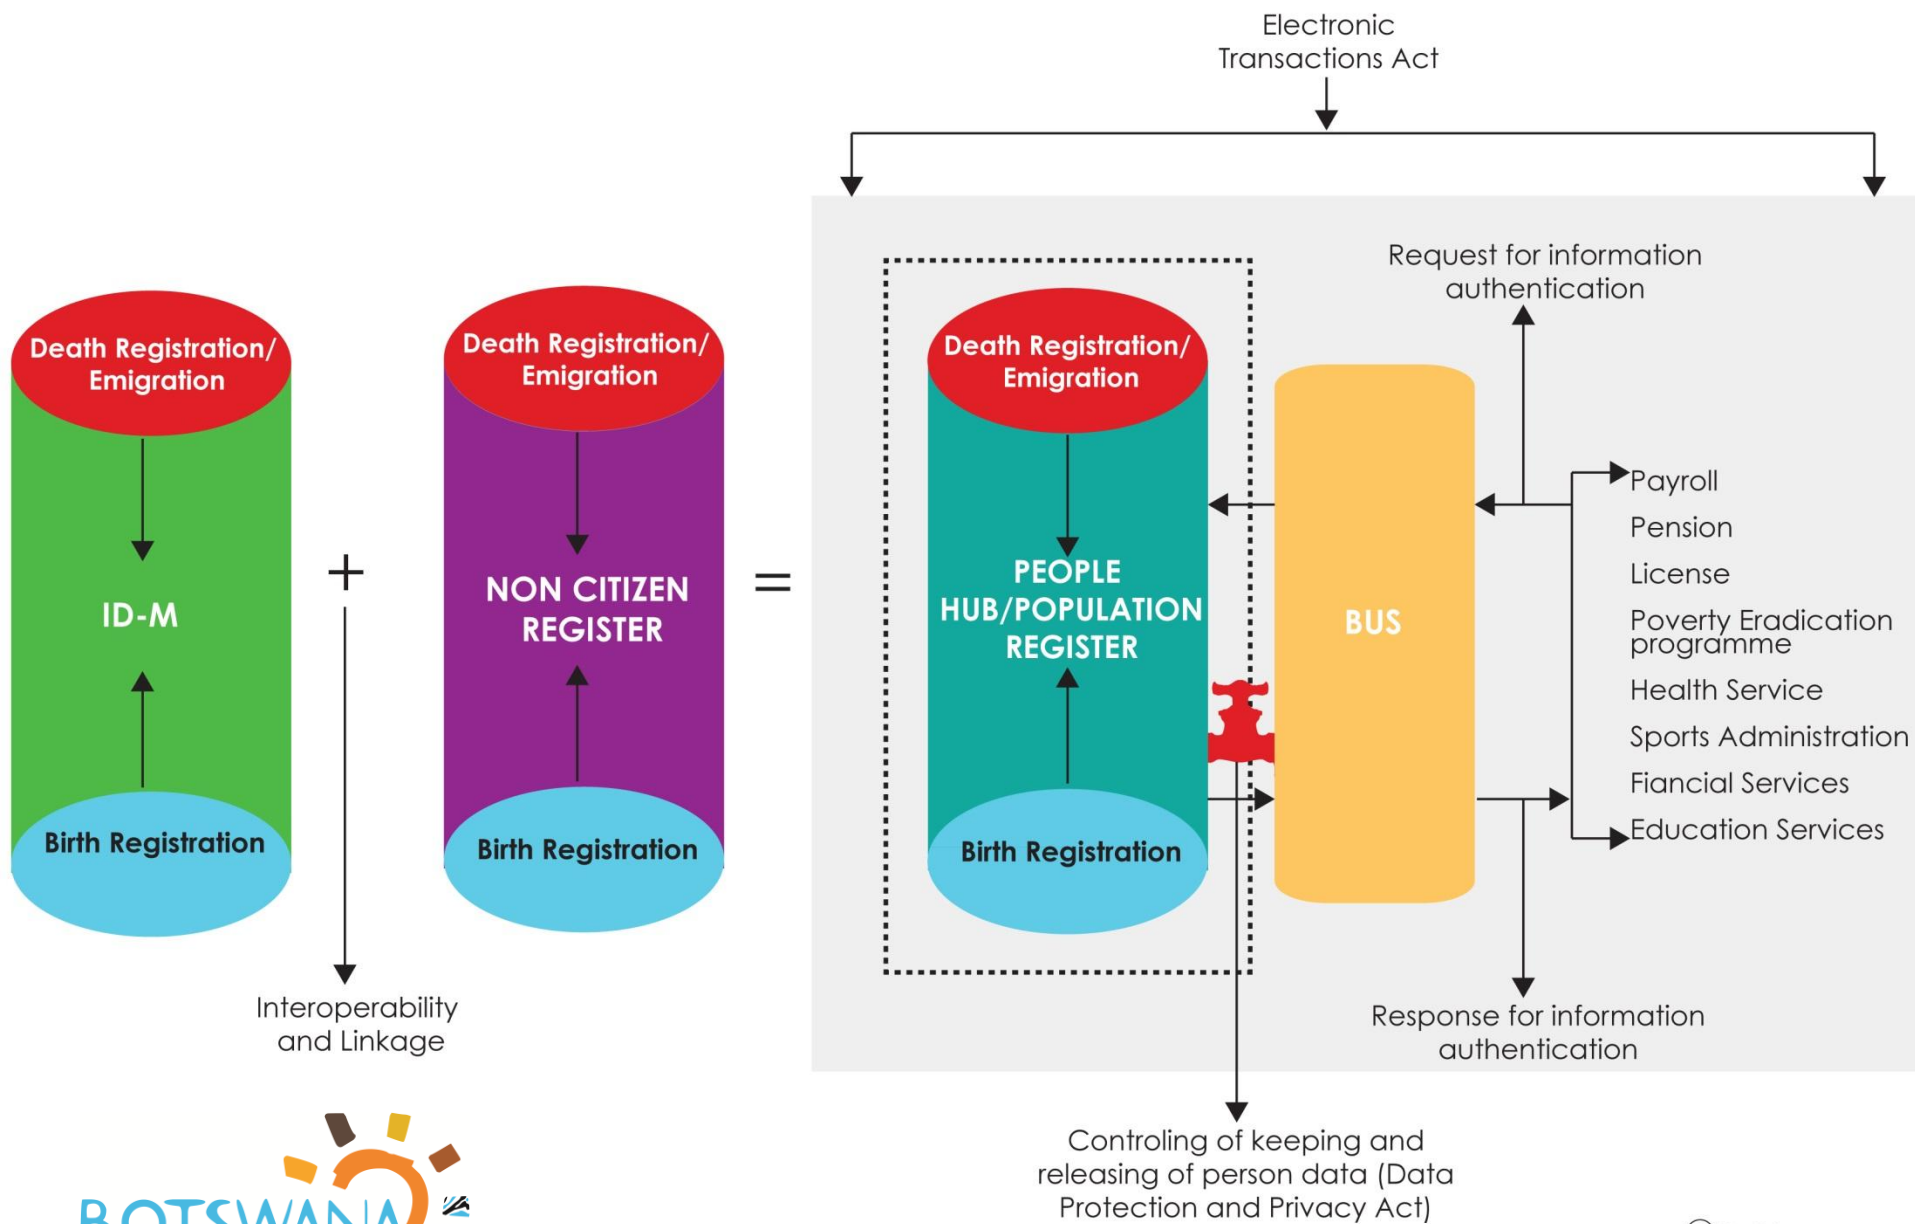 Electronic
Transactions Act
Request for information
authentication
Death Registration/
Emigration
ID-M
Birth Registration
+
Interoperability
and Linkage
Death Registration/
Emigration
NON CITIZEN
REGISTER
Birth Registration
=
Death Registration/
Emigration
PEOPLE
HUB/POPULATION
REGISTER
Birth Registration
BUS
Payroll
Pension
License
Poverty Eradication
programme
Health Service
Sports Administration
Fiancial Services
Education Services
Response for information
authentication
Controling of keeping and
releasing of person data (Data
Protection and Privacy Act)
BOTSWANA